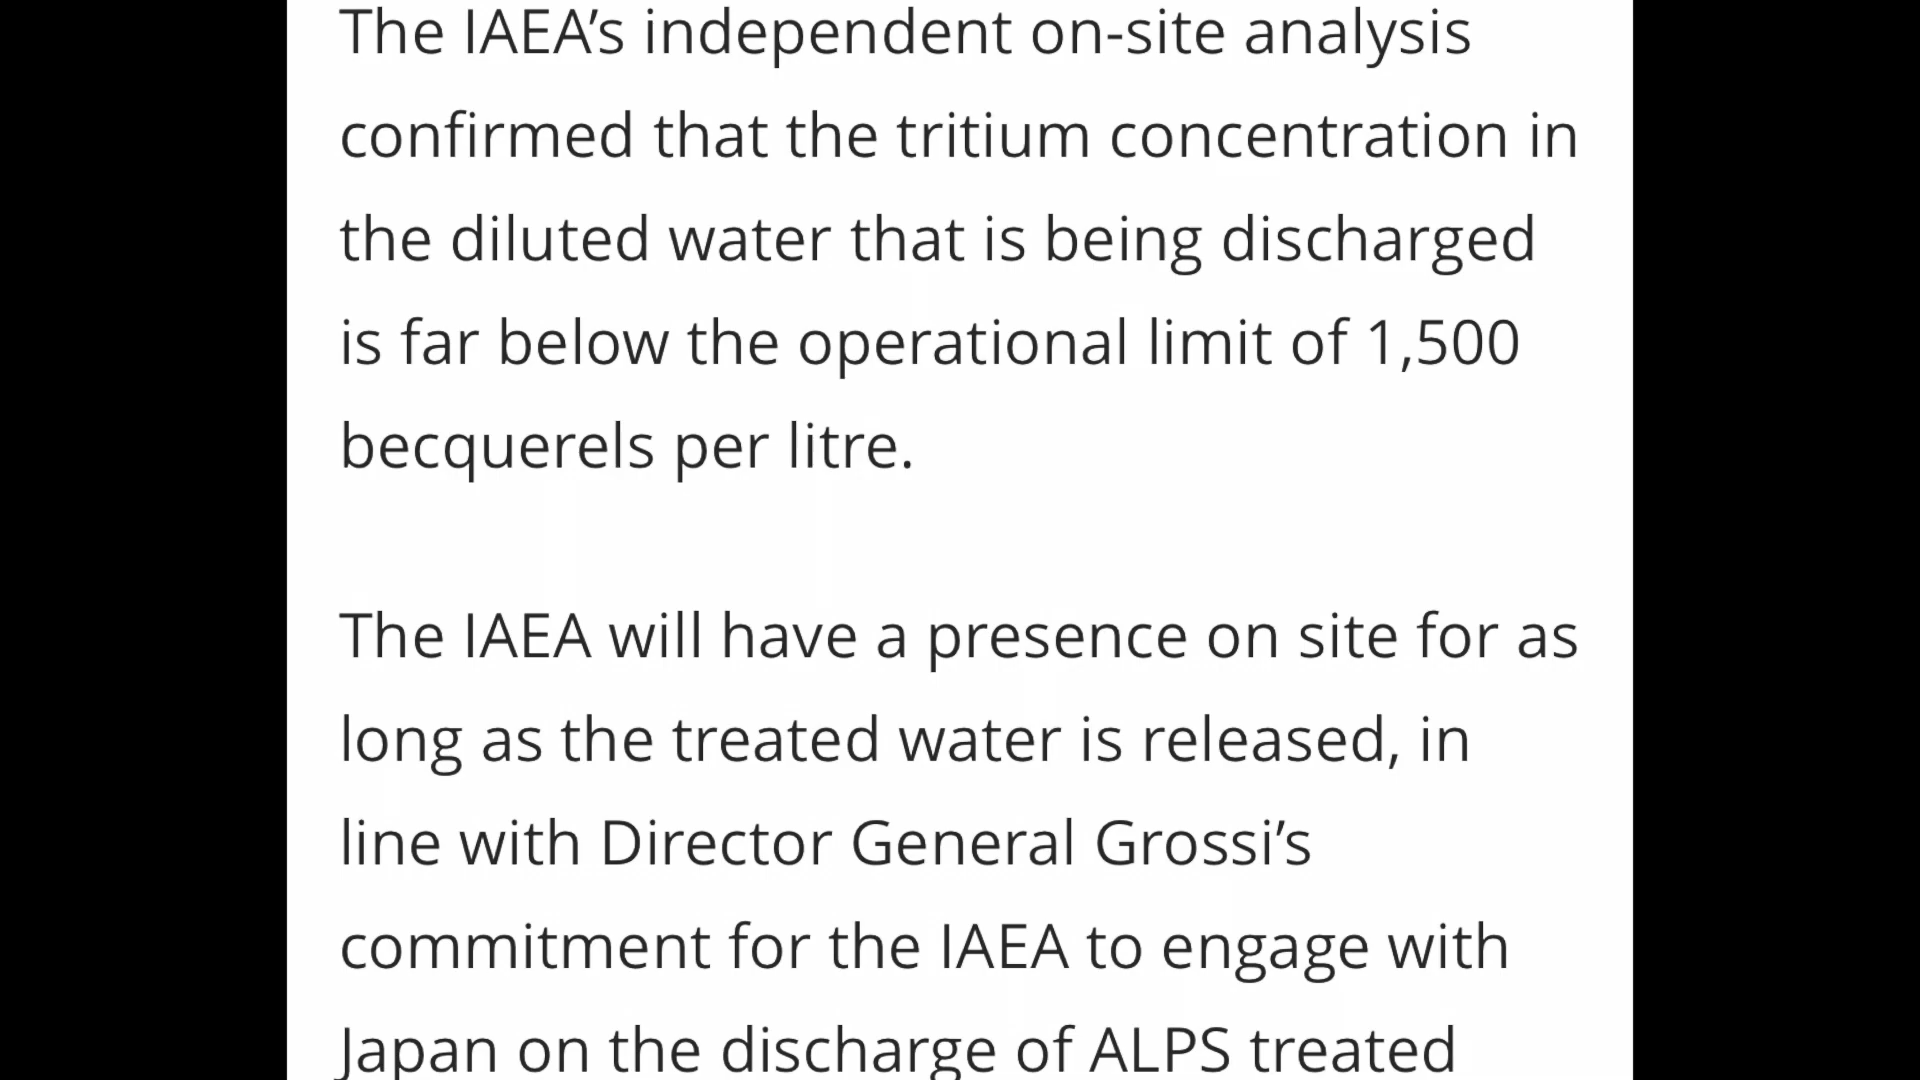 The IAEA’s independent on-site analysis
confirmed that the tritium concentration in
the diluted water that is being discharged
is far below the operational limit of 1,500
becquerels per litre.
The IAEA will have a presence on site for as
long as the treated water is released, in
line with Director General Grossi’s
commitment for the IAEA to engage with
Japan on the discharge of ALPS treated